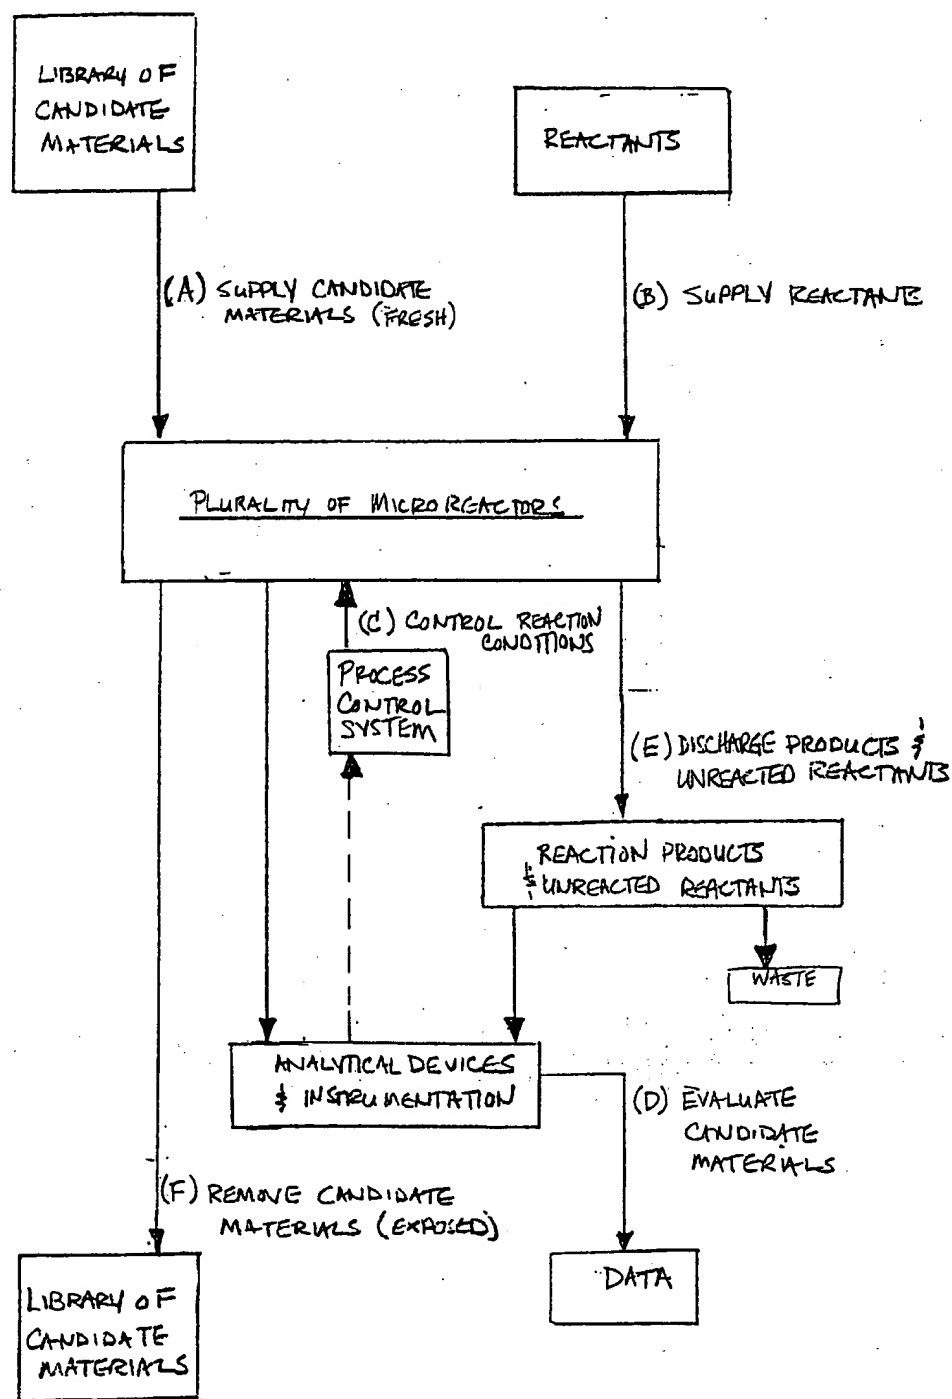 LIBRARY OF
CANDIDATE
MATERIALS
REACTANTS
(A) SUPPLY CANDIDATE
MATERIALS (FRESH)
(B) SUPPLY REACTANTS
PLURALITY OF MICROREACTORS
(C) CONTROL REACTION
CONDITIONS
PROCESS
CONTROL
SYSTEM
(E) DISCHARGE PRODUCTS &
UNREACTED REACTANTS
REACTION PRODUCTS
& UNREACTED REACTANTS
WASTE
ANALYTICAL DEVICES
& INSTRUMENTATION
(D) EVALUATE
CANDIDATE
MATERIALS
(F) REMOVE CANDIDATE
MATERIALS (EXPOSED)
DATA
LIBRARY OF
CANDIDATE
MATERIALS